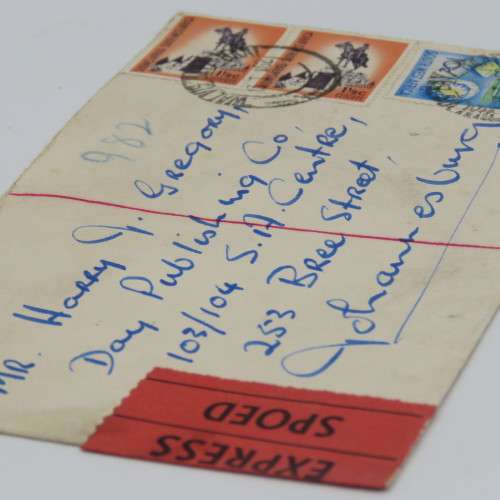 982
MR. Harry J. Gregory,
Day Publishing Co,
103/104 S.A. Centre,
253 Bree Street,
Johannesburg
EXPRESS
SPOED